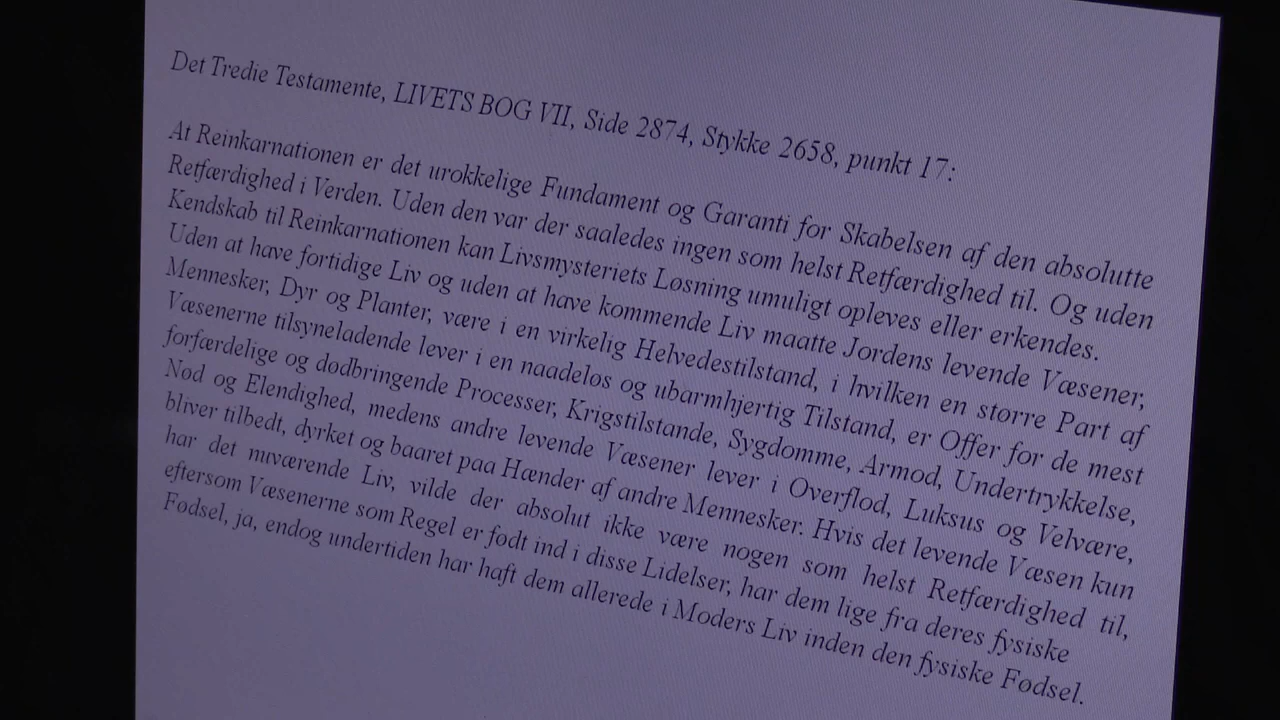 Det Tredie Testamente, LIVETS BOG VII, Side 2874, Stykke 2658, punkt 17:
At Reinkarnationen er det urokkelige Fundament og Garanti for Skabelsen af den absolutte
Retfærdighed i Verden. Uden den var der saaledes ingen som helst Retfærdighed til. Og uden
Kendskab til Reinkarnationen kan Livsmysteriets Løsning umuligt opleves eller erkendes.
Uden at have fortidige Liv og uden at have kommende Liv maatte Jordens levende Væsener,
Mennesker, Dyr og Planter, være i en virkelig Helvedestilstand, i hvilken en større Part af
Væsenerne tilsyneladende lever i en naadeløs og ubarmhjertig Tilstand, er Offer for de mest
forfærdelige og dødbringende Processer, Krigstilstande, Sygdomme, Armod, Undertrykkelse,
Nød og Elendighed, medens andre levende Væsener lever i Overflod, Luksus og Velvære,
bliver tilbedt, dyrket og baaret paa Hænder af andre Mennesker. Hvis det levende Væsen kun
har det nuværende Liv, vilde der absolut ikke være nogen som helst Retfærdighed til,
eftersom Væsenerne som Regel er født ind i disse Lidelser, har dem lige fra deres fysiske
Fødsel, ja, endog undertiden har haft dem allerede i Moders Liv inden den fysiske Fødsel.